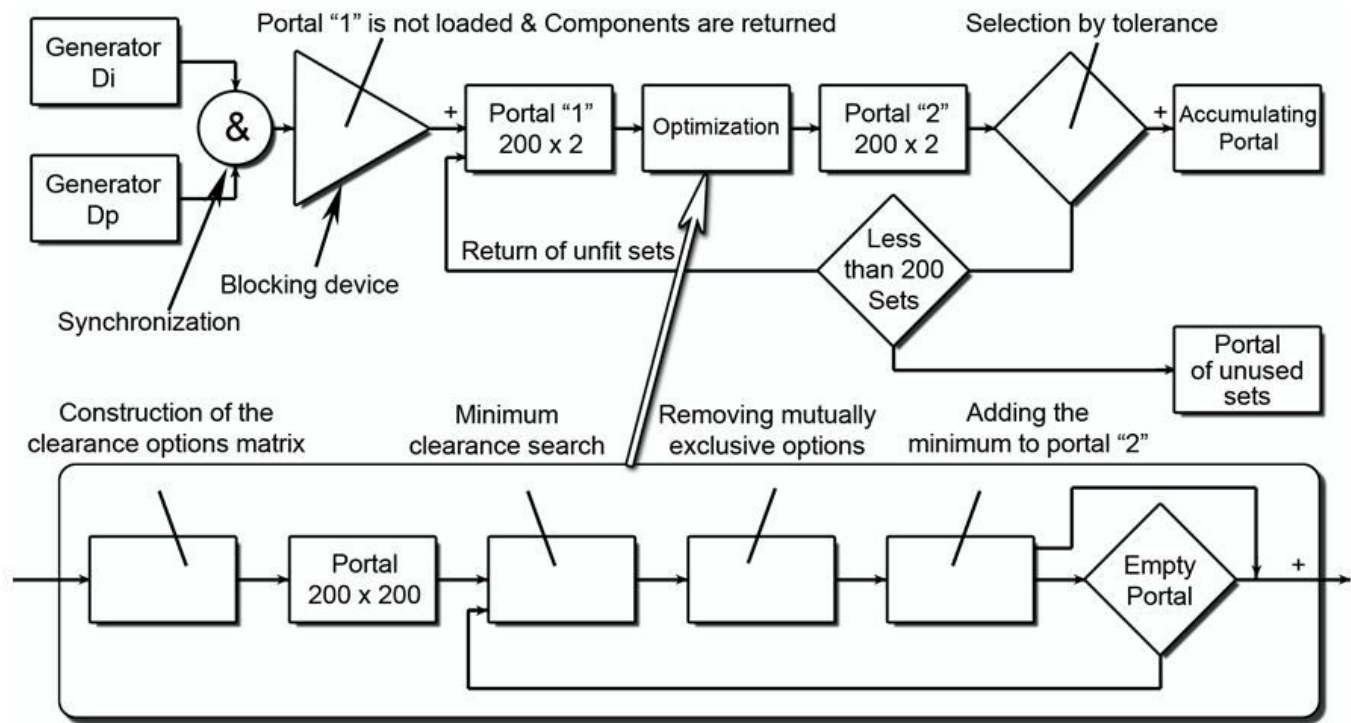 Portal “1” is not loaded & Components are returned
Selection by tolerance
Generator
Di
&
Generator
Dp
+
Portal “1”
200 x 2
Optimization
Portal “2”
200 x 2
+
Accumulating
Portal
Return of unfit sets
Less
than 200
Sets
Blocking device
Synchronization
Portal
of unused
sets
Construction of the
clearance options matrix
Minimum
clearance search
Removing mutually
exclusive options
Adding the
minimum to portal “2”
Portal
200 x 200
Empty
Portal
+